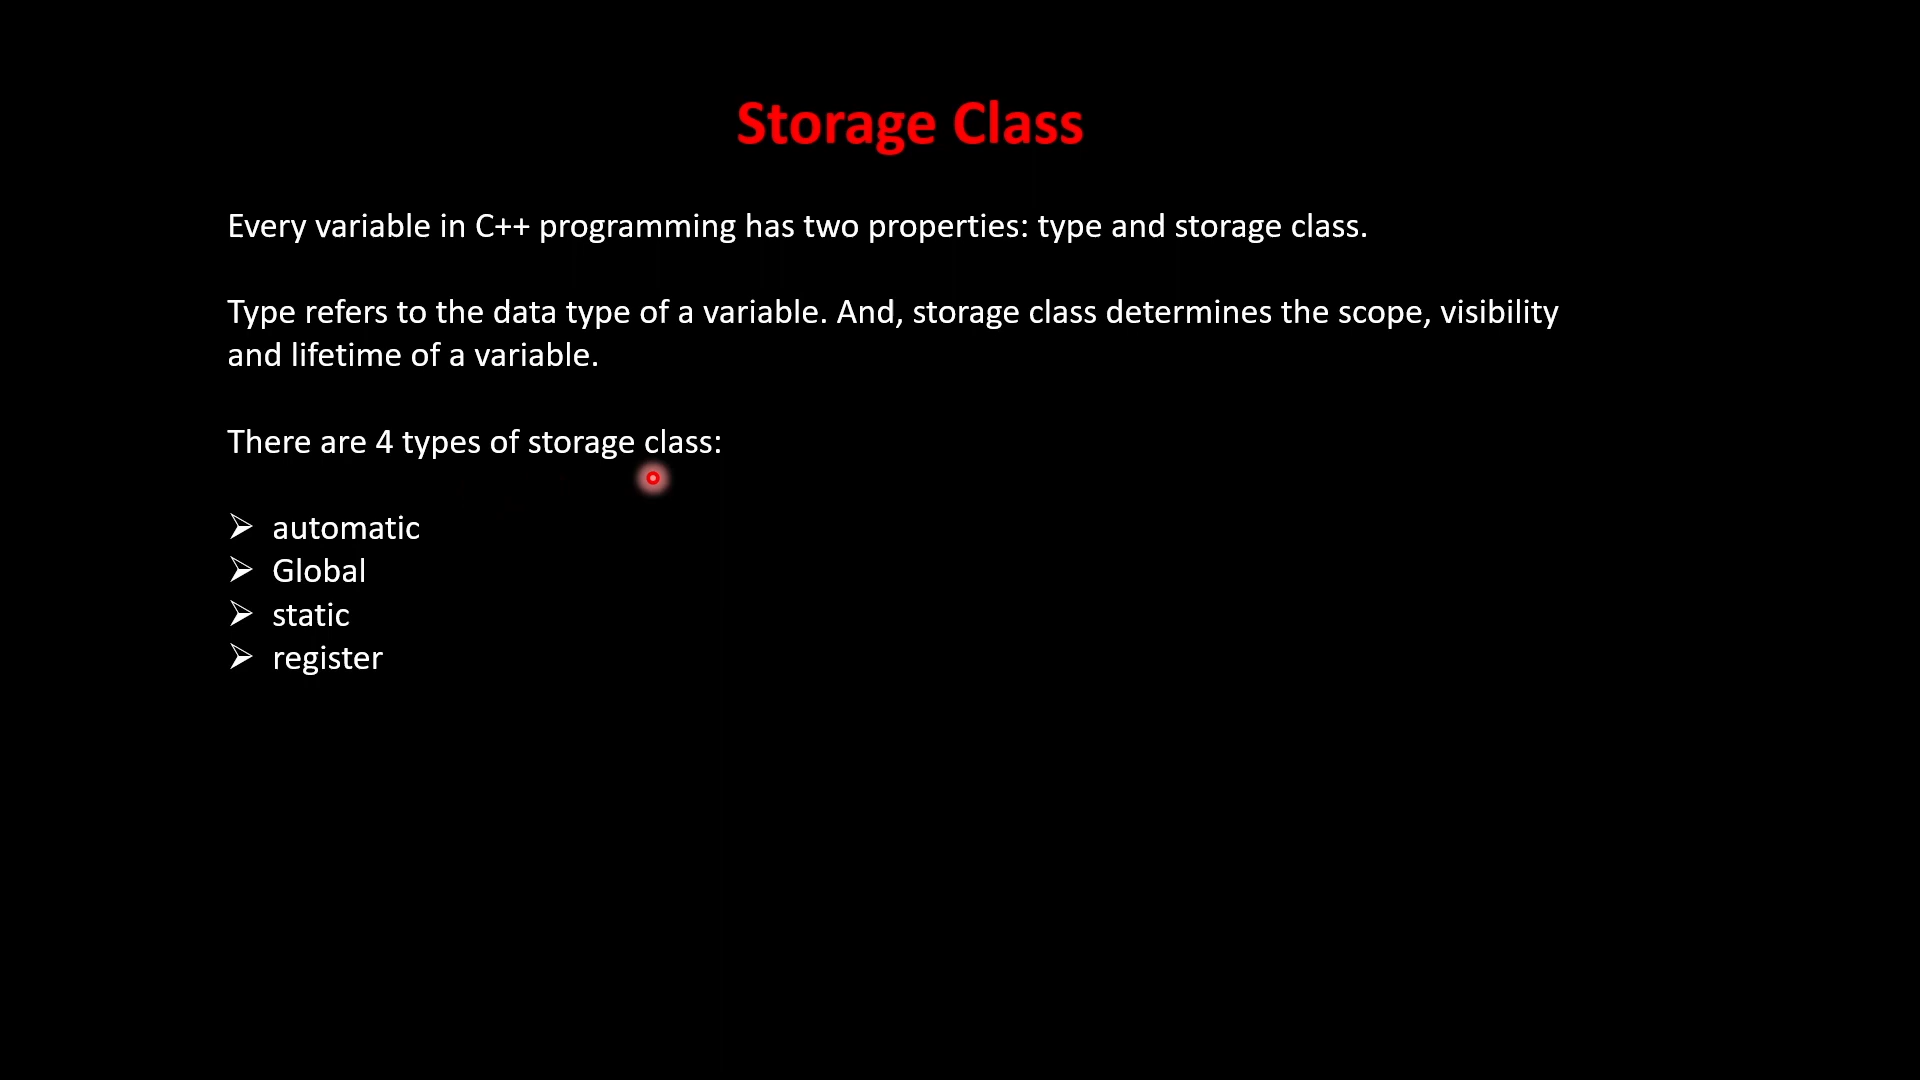 Storage Class
Every variable in C++ programming has two properties: type and storage class.
Type refers to the data type of a variable. And, storage class determines the scope, visibility
and lifetime of a variable.
There are 4 types of storage class:
automatic
Global
static
register